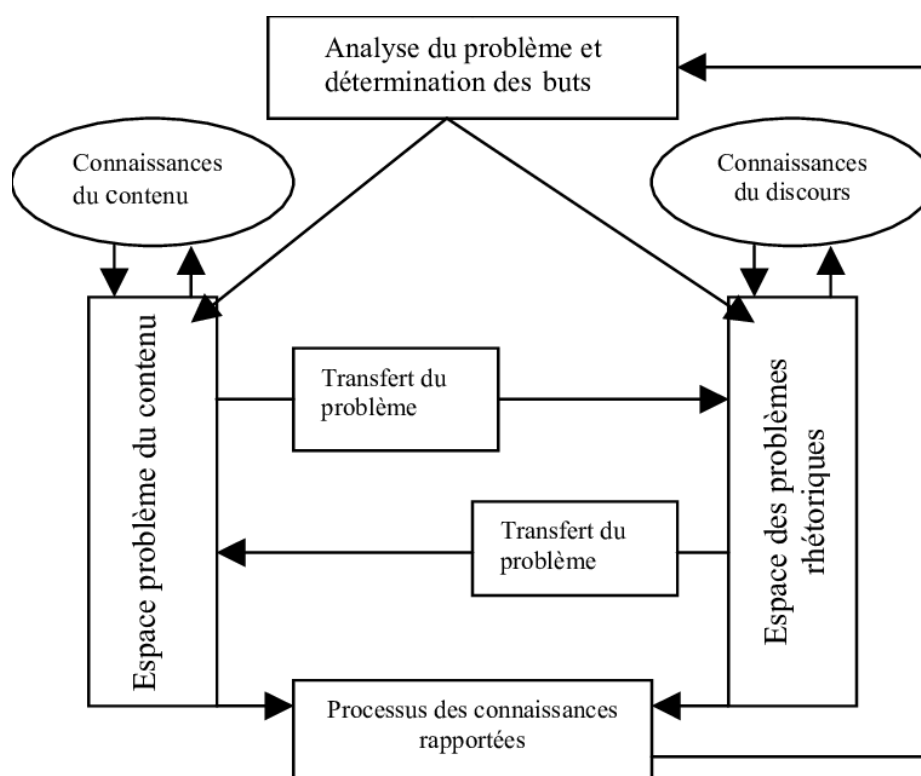 Analyse du problème et
détermination des buts
Connaissances
du contenu
Connaissances
du discours
Espace problème du contenu
Transfert du
problème
Transfert du
problème
Espace des problèmes
rhétoriques
Processus des connaissances
rapportées